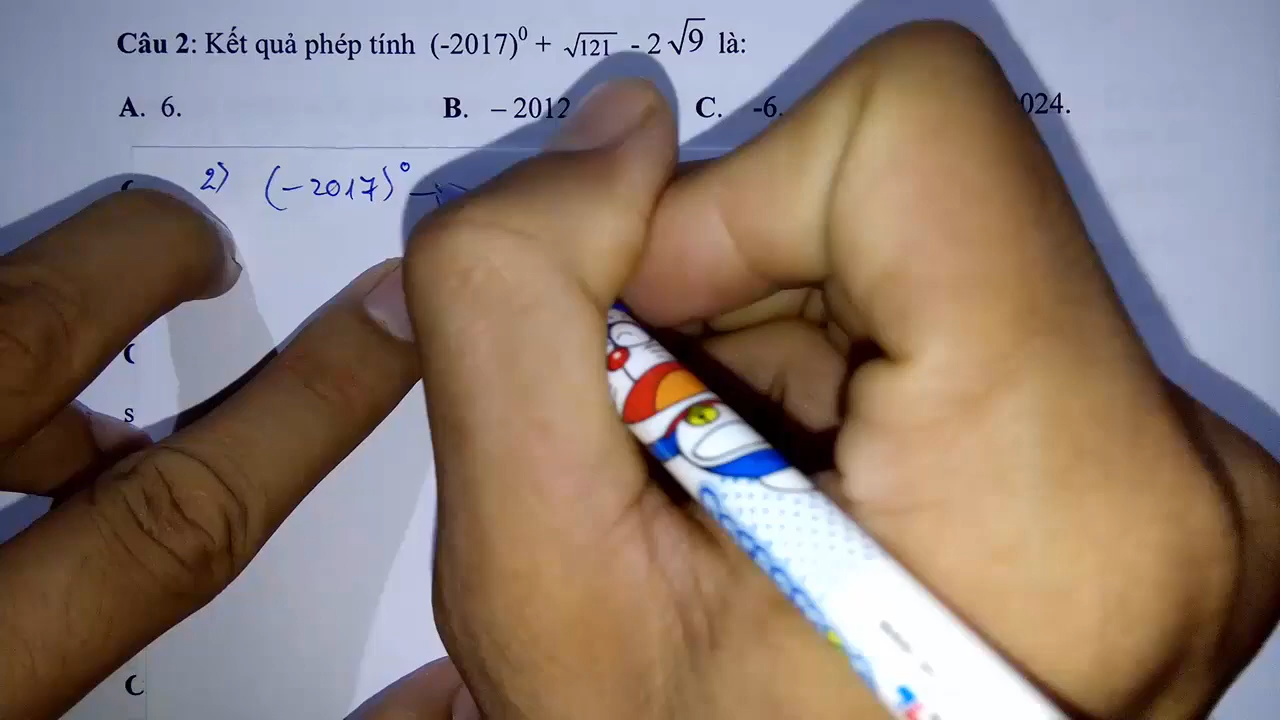 Câu 2: Kết quả phép tính (-2017)⁰ + √121 - 2√9 là:
A. 6. B. – 2012 C. -6. 024.
2) (-2017)⁰ +